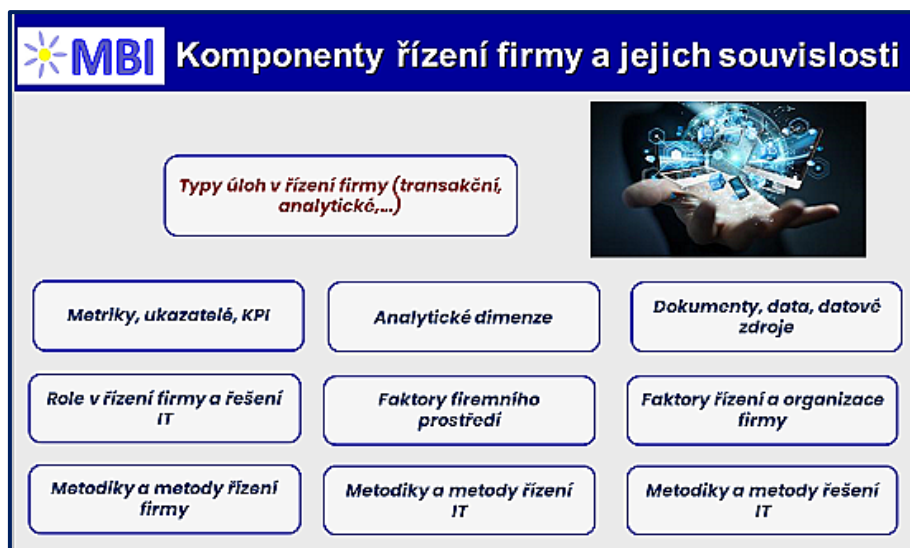 MBI Komponenty řízení firmy a jejich souvislosti
Typy úloh v řízení firmy (transakční,
analytické,...)
Metriky, ukazatelé, KPI
Analytické dimenze
Dokumenty, data, datové
zdroje
Role v řízení firmy a řešení
IT
Faktory firemního
prostředí
Faktory řízení a organizace
firmy
Metodiky a metody řízení
firmy
Metodiky a metody řízení
IT
Metodiky a metody řešení
IT